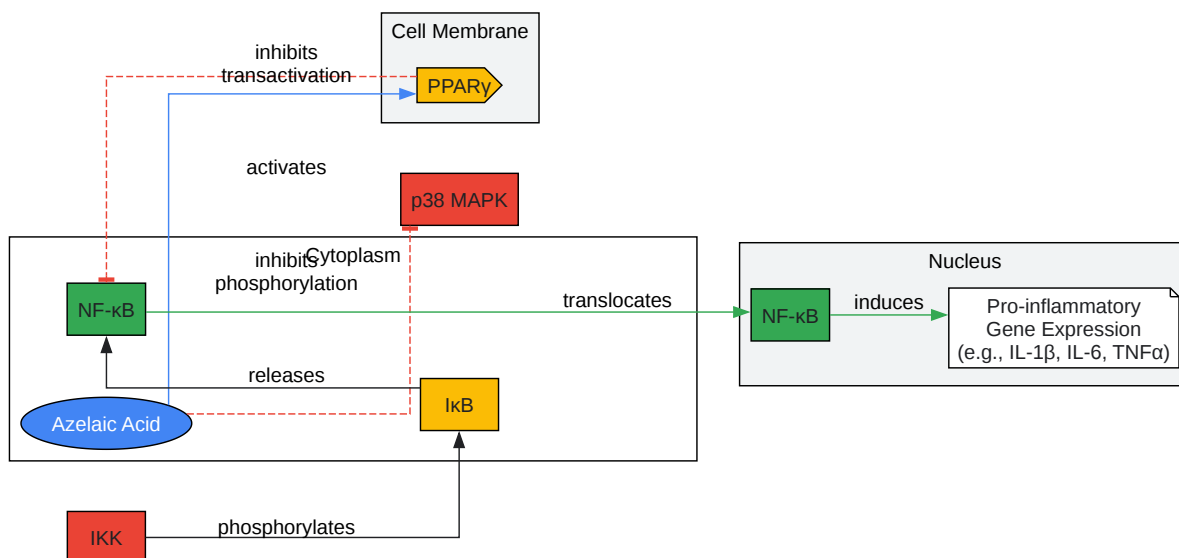 Cell Membrane
inhibits
transactivation
PPARγ
activates
p38 MAPK
Cytoplasm
inhibits
phosphorylation
Nucleus
NF-κB
translocates
NF-κB
induces
Pro-inflammatory
Gene Expression
(e.g., IL-1β, IL-6, TNFα)
releases
IκB
Azelaic Acid
IKK
phosphorylates